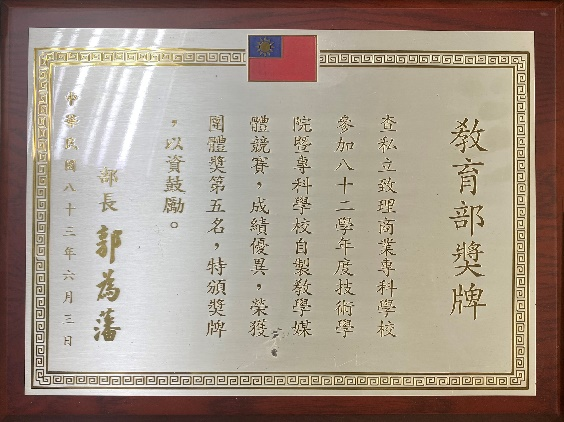 教育部獎牌
查私立致理商業專科學校
參加八十二學年度技術學
院暨專科學校自製教學媒
體競賽，成績優異，榮獲
團體獎第五名，特頒獎牌
，以資鼓勵。
部長 郭為藩
中華民國八十三年六月三日